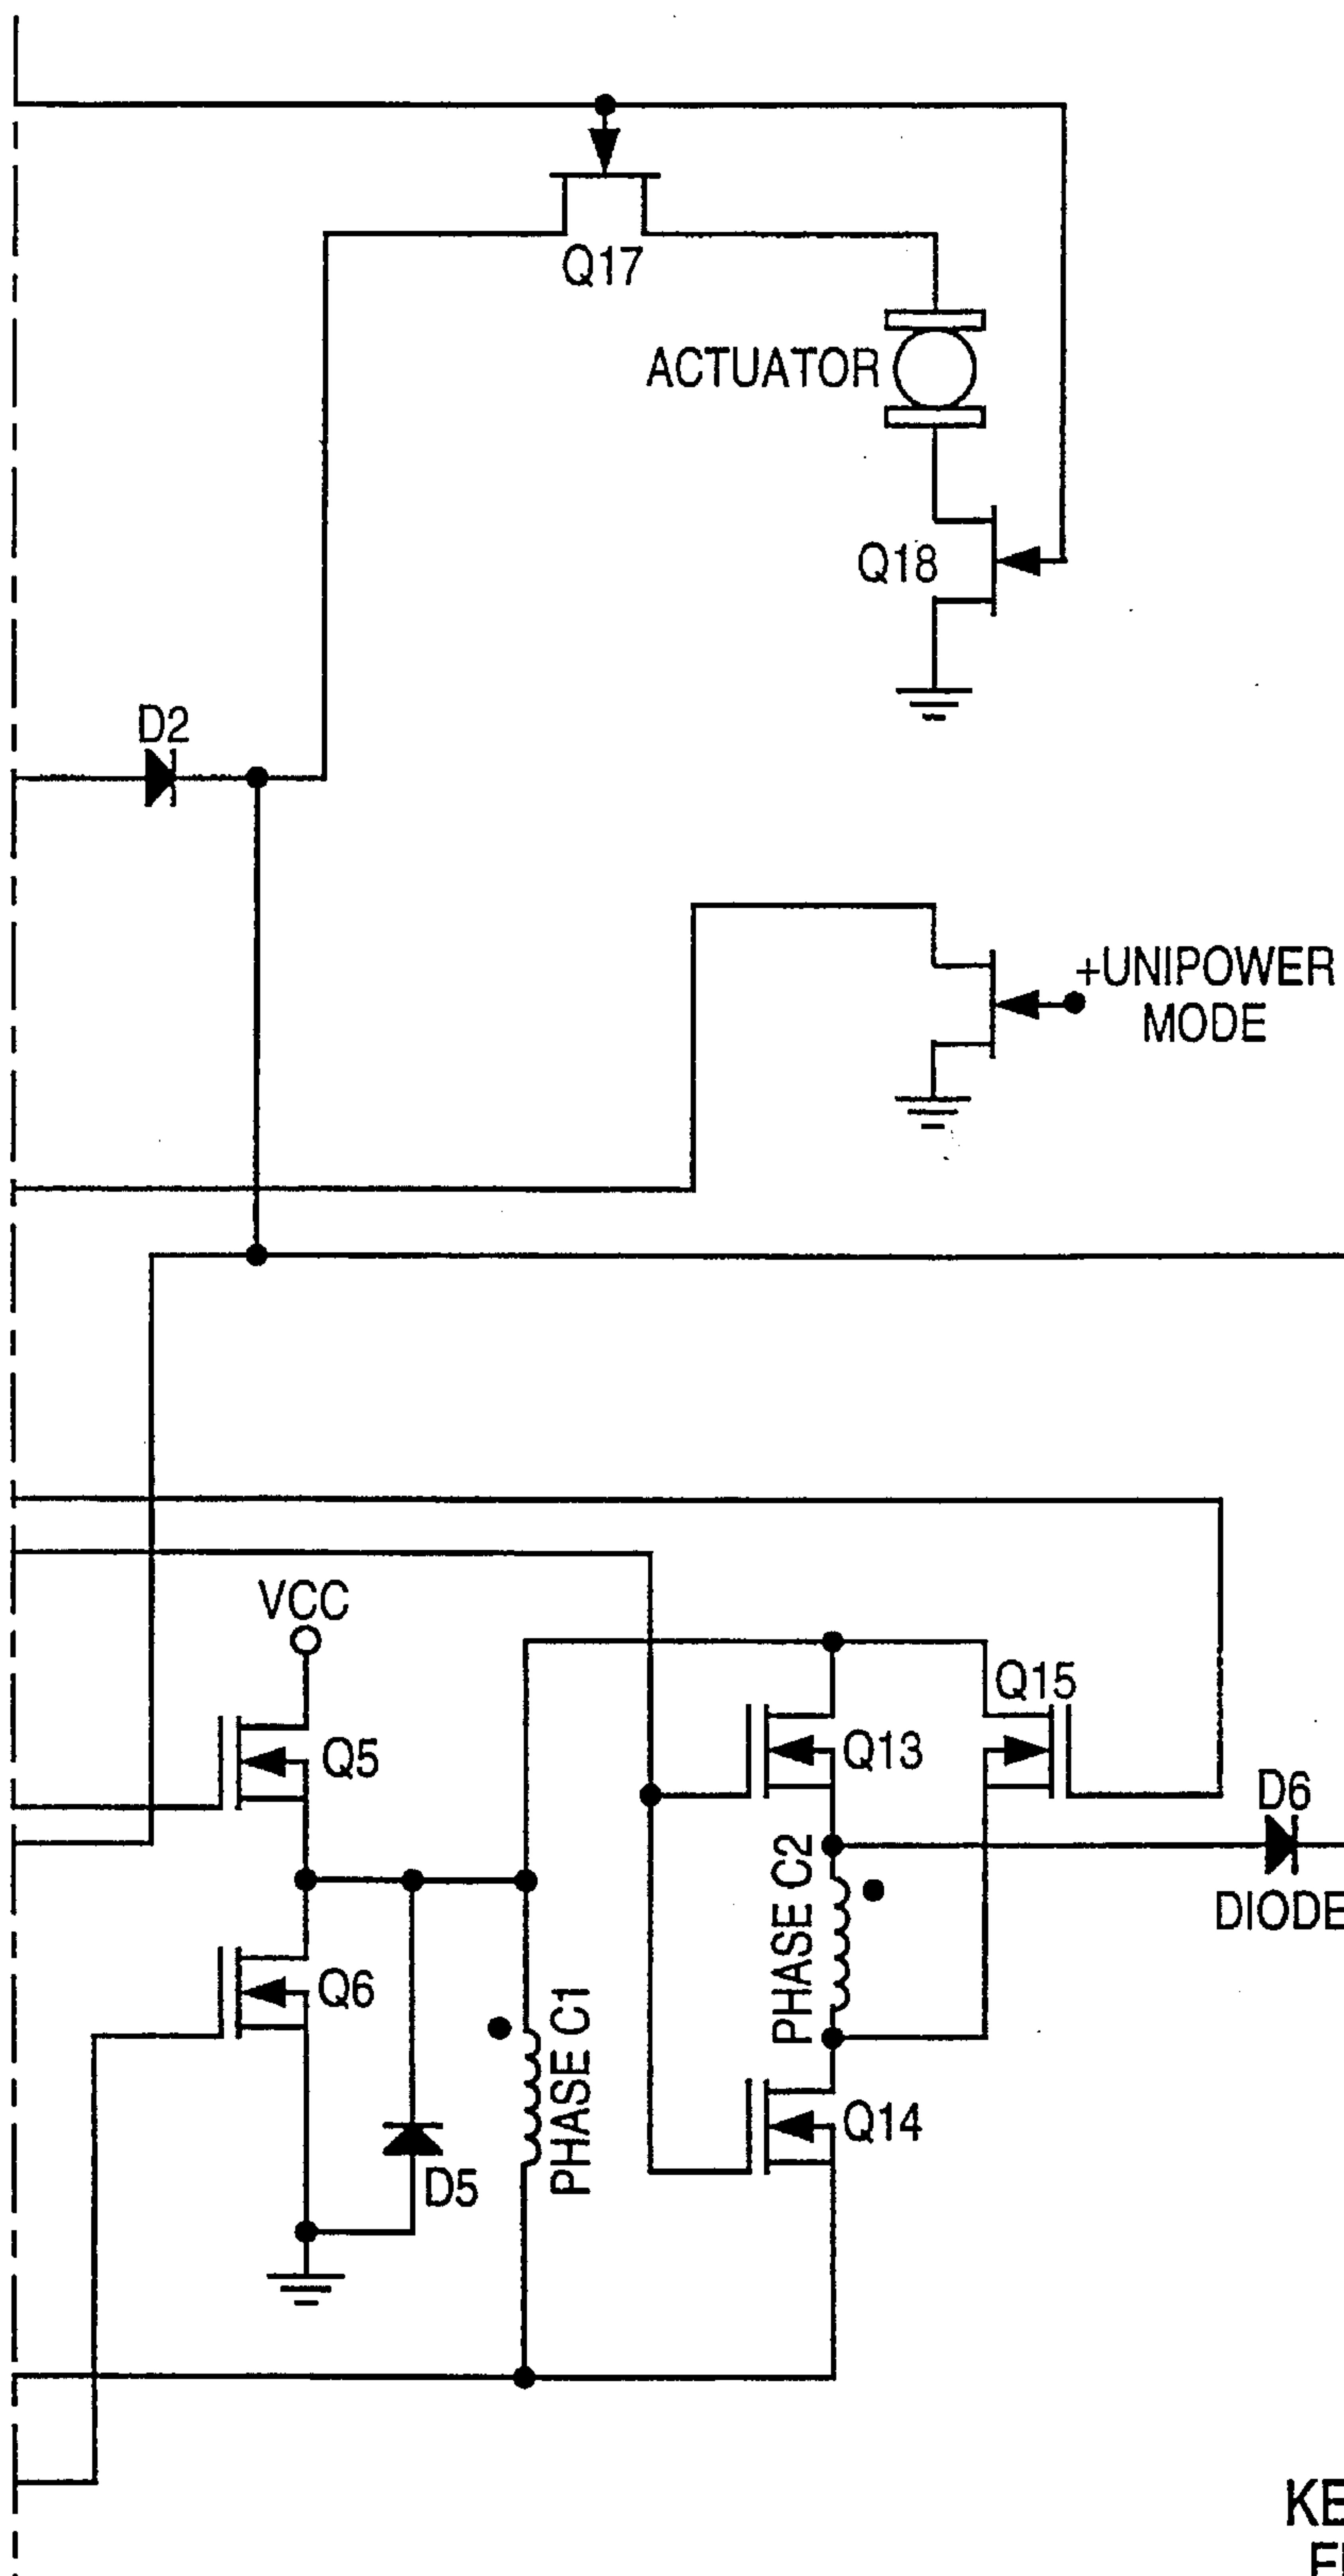 Q17
ACTUATOR
Q18
D2
+UNIPOWER
MODE
VCC
Q15
Q5
Q13
D6
PHASE C2
DIODE
Q6
PHASE C1
Q14
D5
KE